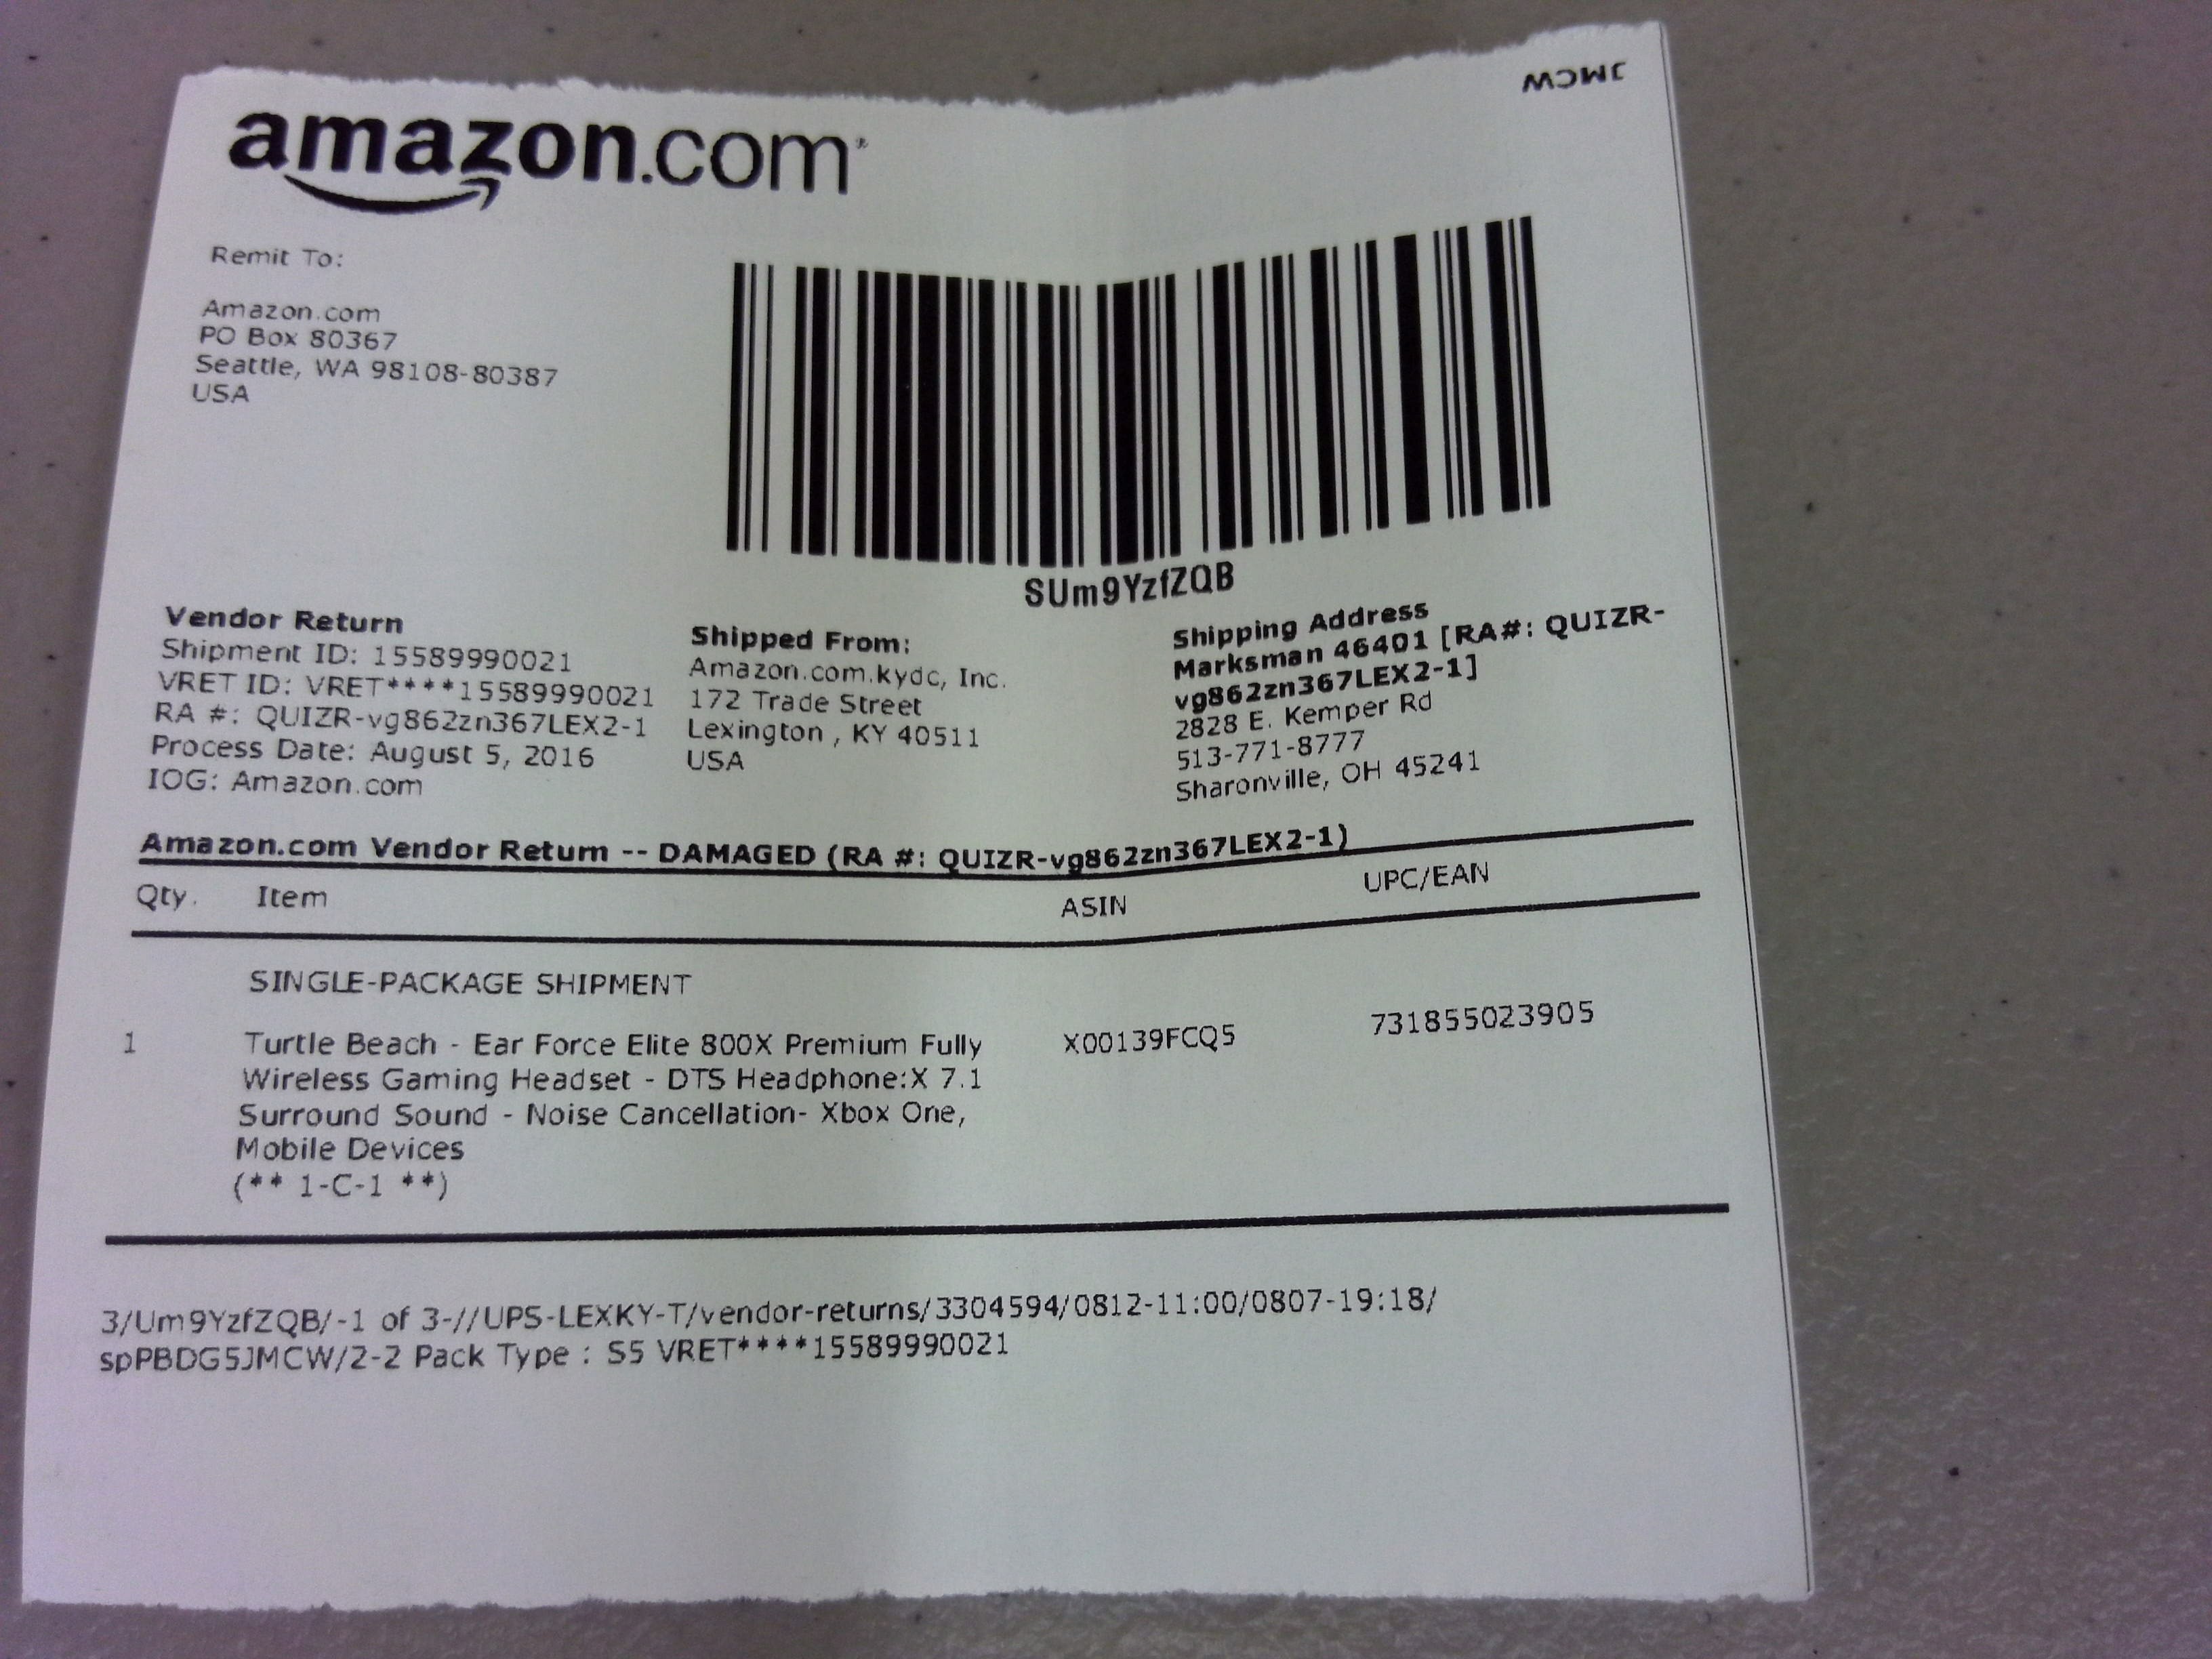 JMCW
amazon.com
Remit To:
Amazon.com
PO Box 80367
Seattle, WA 98108-80387
USA
SUm9YzfZQB
Vendor Return
Shipment ID: 15589990021
VRET ID: VRET****15589990021
RA #: QUIZR-vg862zn367LEX2-1
Process Date: August 5, 2016
IOG: Amazon.com
Shipped From:
Amazon.com.kydc, Inc.
172 Trade Street
Lexington , KY 40511
USA
Shipping Address
Marksman 46401 [RA#: QUIZR-
vg862zn367LEX2-1]
2828 E. Kemper Rd
513-771-8777
Sharonville, OH 45241
Amazon.com Vendor Return -- DAMAGED (RA #: QUIZR-vg862zn367LEX2-1)
Qty. Item ASIN UPC/EAN
SINGLE-PACKAGE SHIPMENT
1 Turtle Beach - Ear Force Elite 800X Premium Fully X00139FCQ5 731855023905
Wireless Gaming Headset - DTS Headphone:X 7.1
Surround Sound - Noise Cancellation- Xbox One,
Mobile Devices
(** 1-C-1 **)
3/Um9YzfZQB/-1 of 3-//UPS-LEXKY-T/vendor-returns/3304594/0812-11:00/0807-19:18/
spPBDG5JMCW/2-2 Pack Type : S5 VRET****15589990021